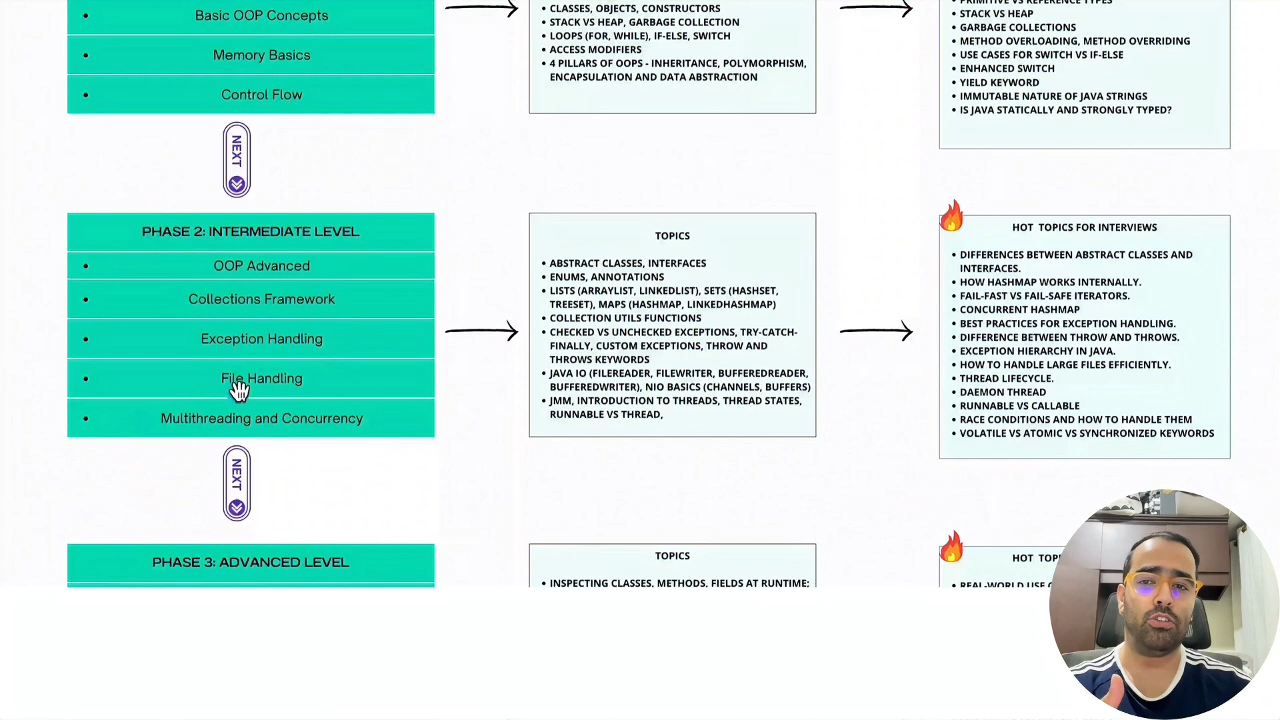 Basic OOP Concepts
Memory Basics
Control Flow
• CLASSES, OBJECTS, CONSTRUCTORS
• STACK VS HEAP, GARBAGE COLLECTION
• LOOPS (FOR, WHILE), IF-ELSE, SWITCH
• ACCESS MODIFIERS
• 4 PILLARS OF OOPS - INHERITANCE, POLYMORPHISM,
ENCAPSULATION AND DATA ABSTRACTION
• PRIMITIVE VS REFERENCE TYPES
• STACK VS HEAP
• GARBAGE COLLECTIONS
• METHOD OVERLOADING, METHOD OVERRIDING
• USE CASES FOR SWITCH VS IF-ELSE
• ENHANCED SWITCH
• YIELD KEYWORD
• IMMUTABLE NATURE OF JAVA STRINGS
• IS JAVA STATICALLY AND STRONGLY TYPED?
NEXT
PHASE 2: INTERMEDIATE LEVEL
• OOP Advanced
• Collections Framework
• Exception Handling
• File Handling
• Multithreading and Concurrency
TOPICS
• ABSTRACT CLASSES, INTERFACES
• ENUMS, ANNOTATIONS
• LISTS (ARRAYLIST, LINKEDLIST), SETS (HASHSET,
TREESET), MAPS (HASHMAP, LINKEDHASHMAP)
• COLLECTION UTILS FUNCTIONS
• CHECKED VS UNCHECKED EXCEPTIONS, TRY-CATCH-
FINALLY, CUSTOM EXCEPTIONS, THROW AND
THROWS KEYWORDS
• JAVA IO (FILEREADER, FILEWRITER, BUFFEREDREADER,
BUFFEREDWRITER), NIO BASICS (CHANNELS, BUFFERS)
• JMM, INTRODUCTION TO THREADS, THREAD STATES,
RUNNABLE VS THREAD,
HOT TOPICS FOR INTERVIEWS
• DIFFERENCES BETWEEN ABSTRACT CLASSES AND
INTERFACES.
• HOW HASHMAP WORKS INTERNALLY.
• FAIL-FAST VS FAIL-SAFE ITERATORS.
• CONCURRENT HASHMAP
• BEST PRACTICES FOR EXCEPTION HANDLING.
• DIFFERENCE BETWEEN THROW AND THROWS.
• EXCEPTION HIERARCHY IN JAVA.
• HOW TO HANDLE LARGE FILES EFFICIENTLY.
• THREAD LIFECYCLE.
• DAEMON THREAD
• RUNNABLE VS CALLABLE
• RACE CONDITIONS AND HOW TO HANDLE THEM
• VOLATILE VS ATOMIC VS SYNCHRONIZED KEYWORDS
NEXT
PHASE 3: ADVANCED LEVEL
TOPICS
• INSPECTING CLASSES, METHODS, FIELDS AT RUNTIME;
HOT
• REAL-WORLD USE